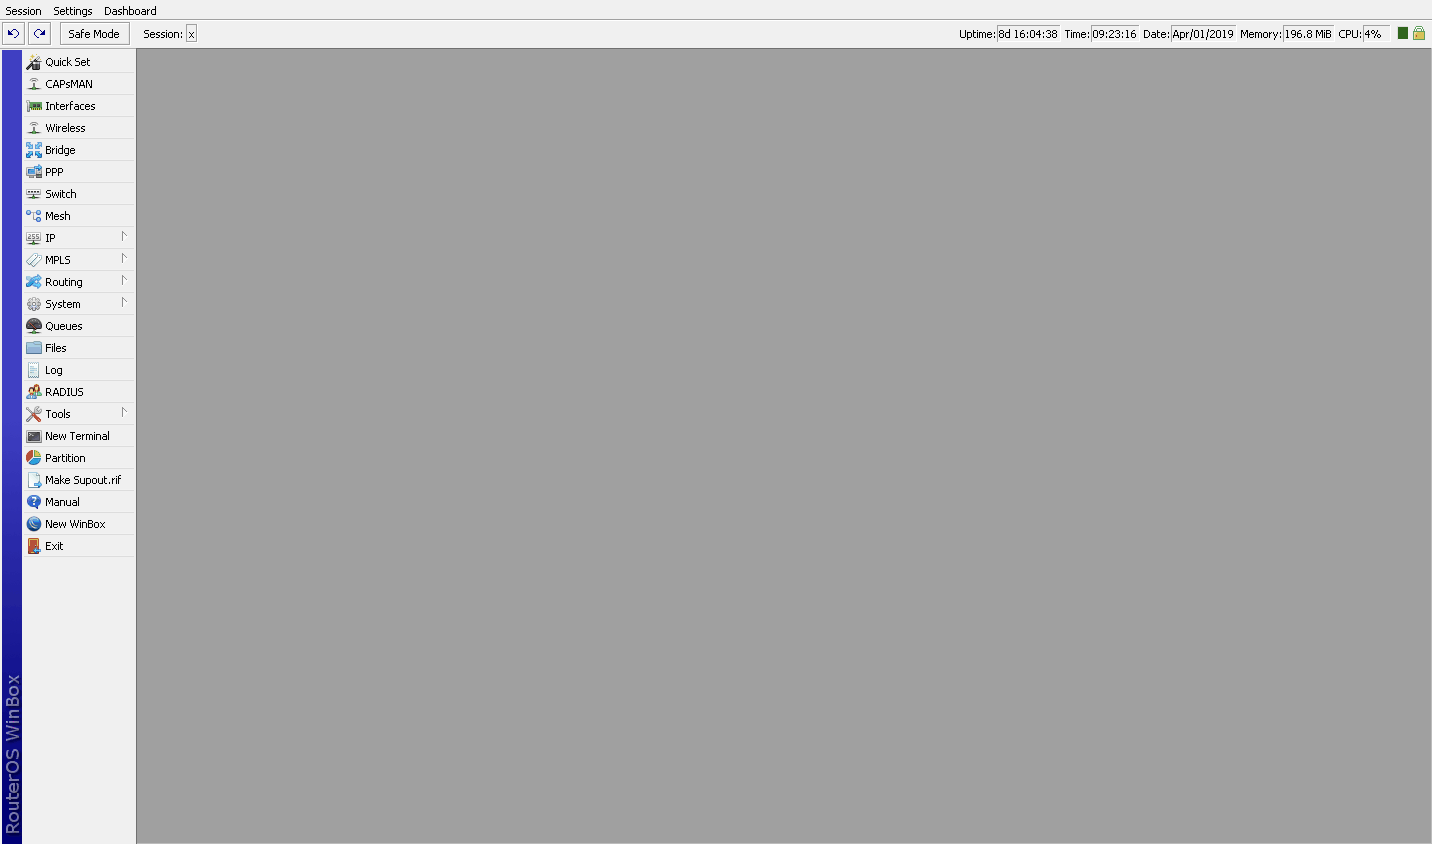 Session Settings Dashboard
Safe Mode Session: x Uptime: 8d 16:04:38 Time: 09:23:16 Date: Apr/01/2019 Memory: 196.8 MiB CPU: 4%
Quick Set
CAPsMAN
Interfaces
Wireless
Bridge
PPP
Switch
Mesh
255 IP
MPLS
Routing
System
Queues
Files
Log
RADIUS
Tools
New Terminal
Partition
Make Supout.rif
? Manual
New WinBox
Exit
RouterOS WinBox